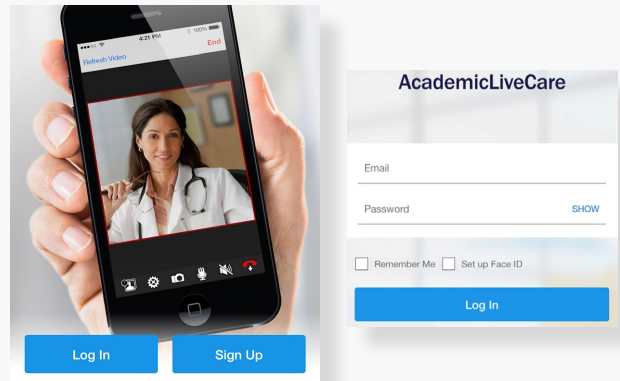 4:21 PM
100%
Refresh Video
End
Log In
Sign Up
AcademicLiveCare
Email
Password
SHOW
Remember Me
Set up Face ID
Log In